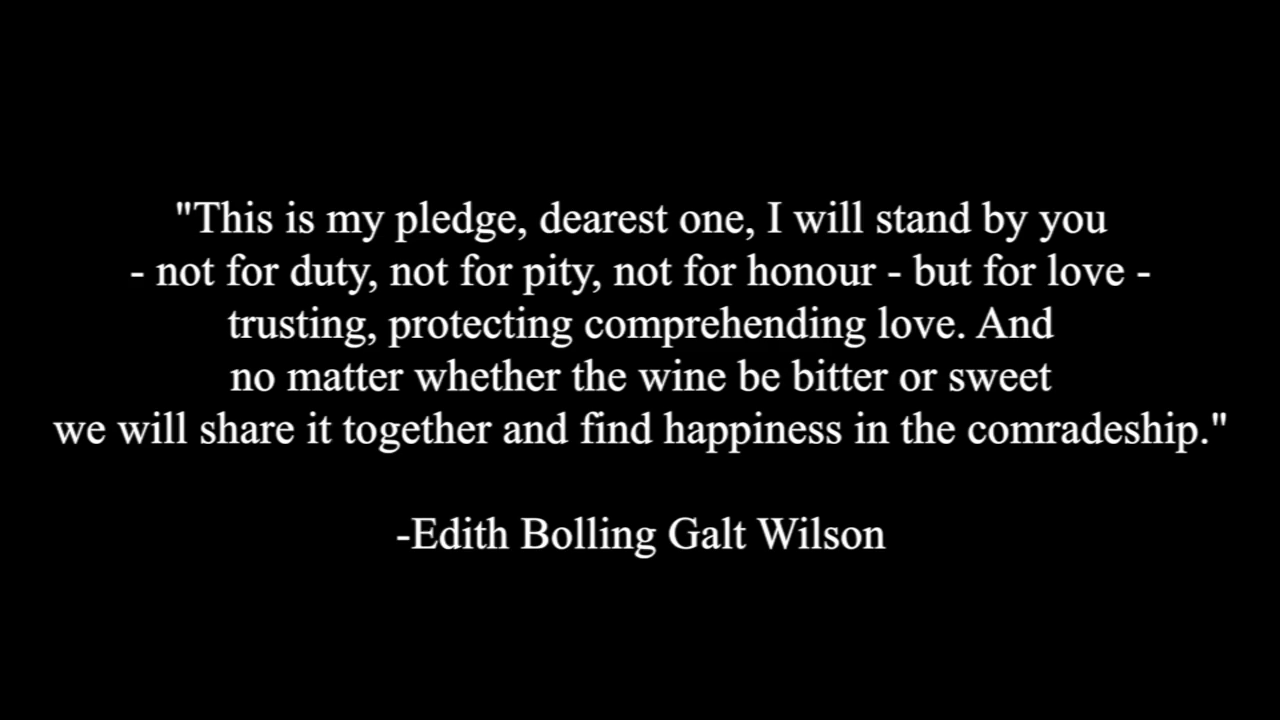 "This is my pledge, dearest one, I will stand by you
- not for duty, not for pity, not for honour - but for love -
trusting, protecting comprehending love. And
no matter whether the wine be bitter or sweet
we will share it together and find happiness in the comradeship."
-Edith Bolling Galt Wilson